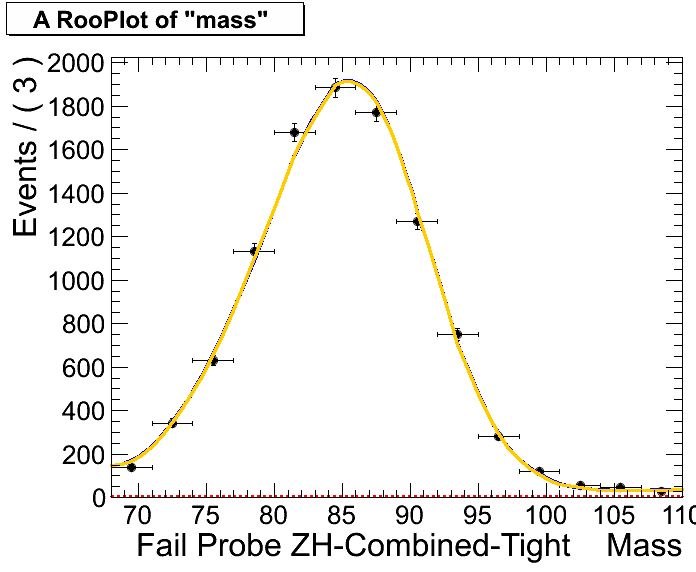 A RooPlot of "mass"
Events / ( 3 )
2000
1800
1600
1400
1200
1000
800
600
400
200
0
70 75 80 85 90 95 100 105 110
Fail Probe ZH-Combined-Tight Mass